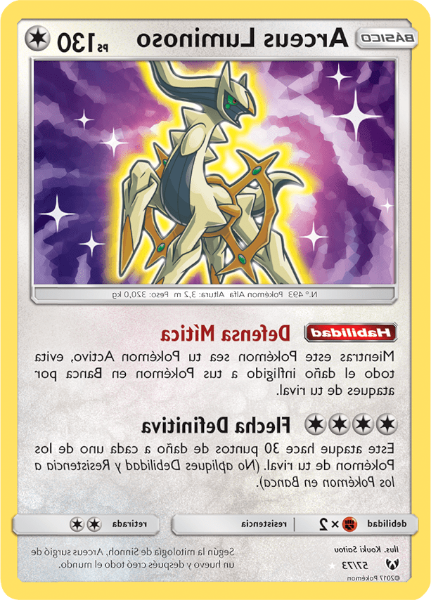 BÁSICO Arceus Luminoso PS 130
N.º 493 Pokémon Alfa Altura: 3,2 m Peso: 320,0 kg
Habilidad Defensa Mítica
Mientras este Pokémon sea tu Pokémon Activo, evita
todo el daño infligido a tus Pokémon en Banca por
ataques de tu rival.
Flecha Definitiva
Este ataque hace 30 puntos de daño a cada uno de los
Pokémon de tu rival. (No apliques Debilidad y Resistencia a
los Pokémon en Banca).
debilidad ×2 resistencia retirada
Ilus. Kouki Saitou
57/73
©2017 Pokémon
Según la mitología de Sinnoh, Arceus surgió de
un huevo y después creó todo el mundo.